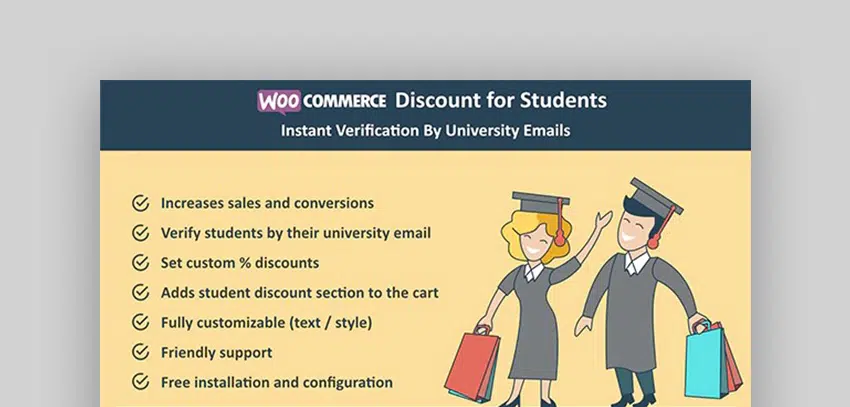 WOO COMMERCE Discount for Students
Instant Verification By University Emails
Increases sales and conversions
Verify students by their university email
Set custom % discounts
Adds student discount section to the cart
Fully customizable (text / style)
Friendly support
Free installation and configuration